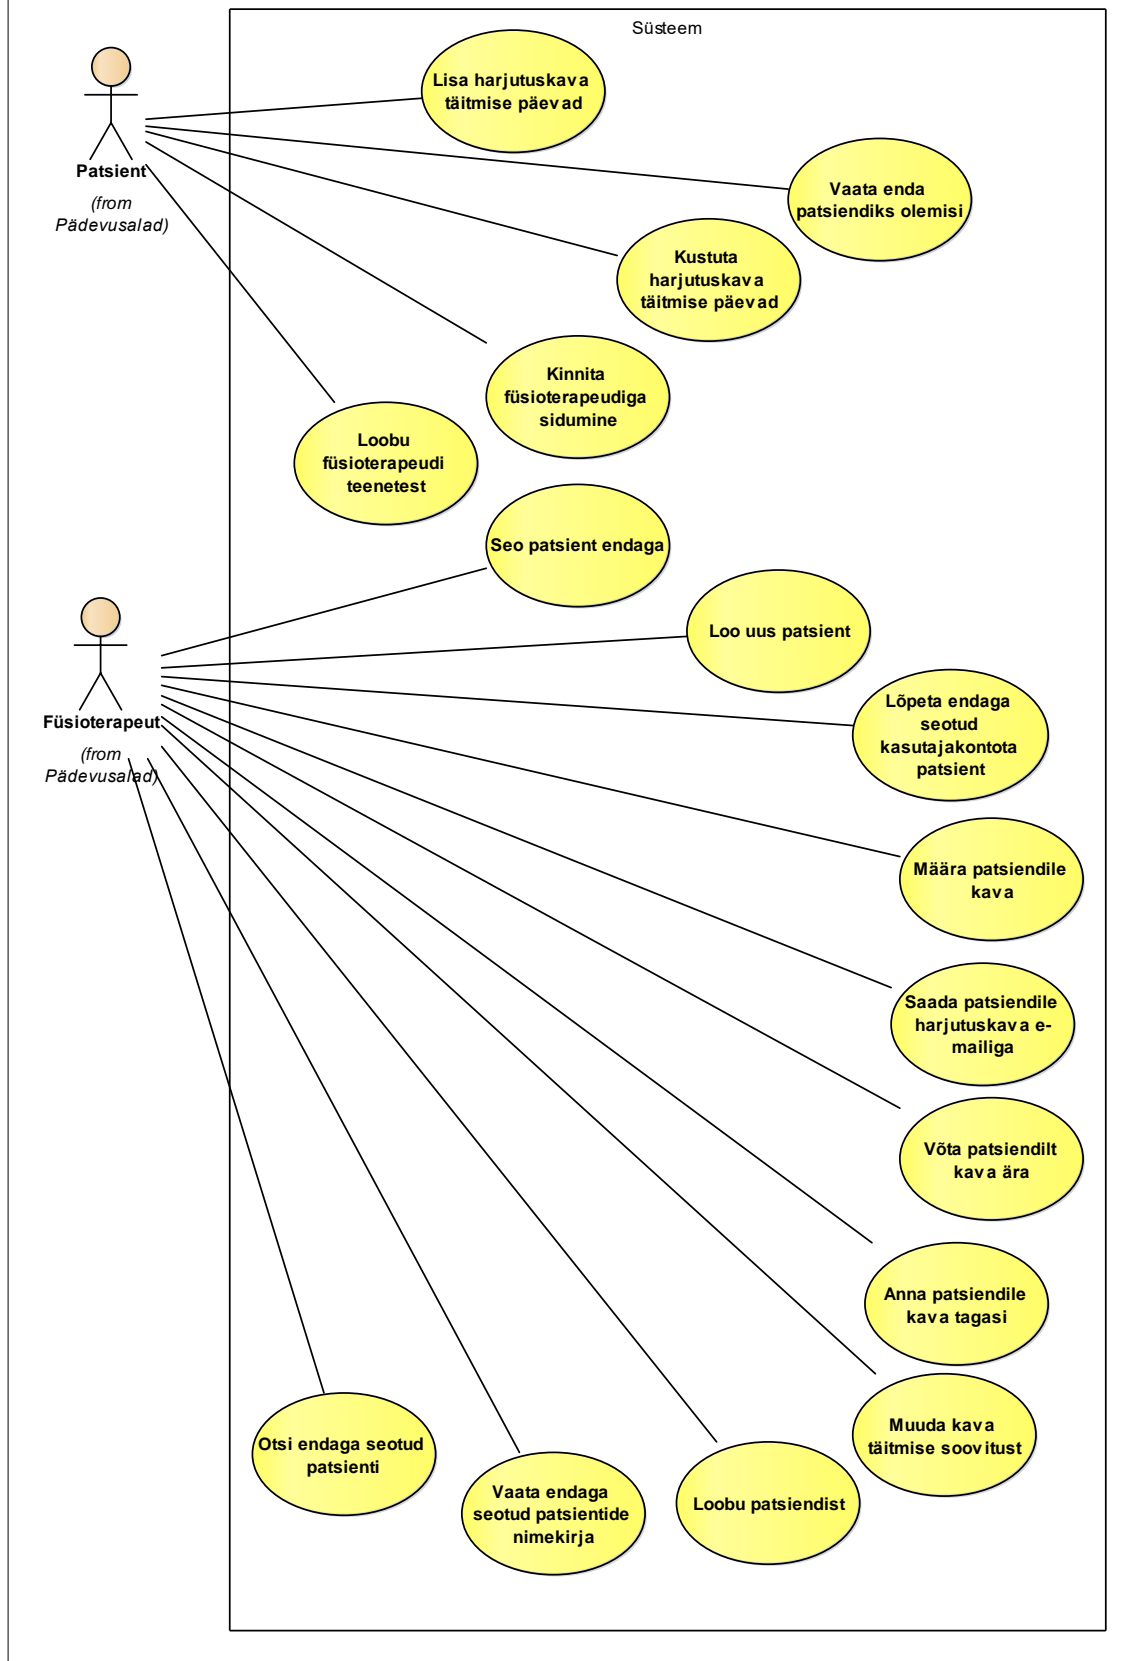 Süsteem
Patsient
(from
Pädevusalad)
Lisa harjutuskava
täitmise päevad
Vaata enda
patsiendiks olemisi
Kustuta
harjutuskava
täitmise päevad
Kinnita
füsioterapeudiga
sidumine
Loobu
füsioterapeudi
teenetest
Füsioterapeut
(from
Pädevusalad)
Seo patsient endaga
Loo uus patsient
Lõpeta endaga
seotud
kasutajakontota
patsient
Määra patsiendile
kava
Saada patsiendile
harjutuskava e-
mailiga
Võta patsiendilt
kava ära
Anna patsiendile
kava tagasi
Muuda kava
täitmise soovitust
Loobu patsiendist
Vaata endaga
seotud patsientide
nimekirja
Otsi endaga seotud
patsienti